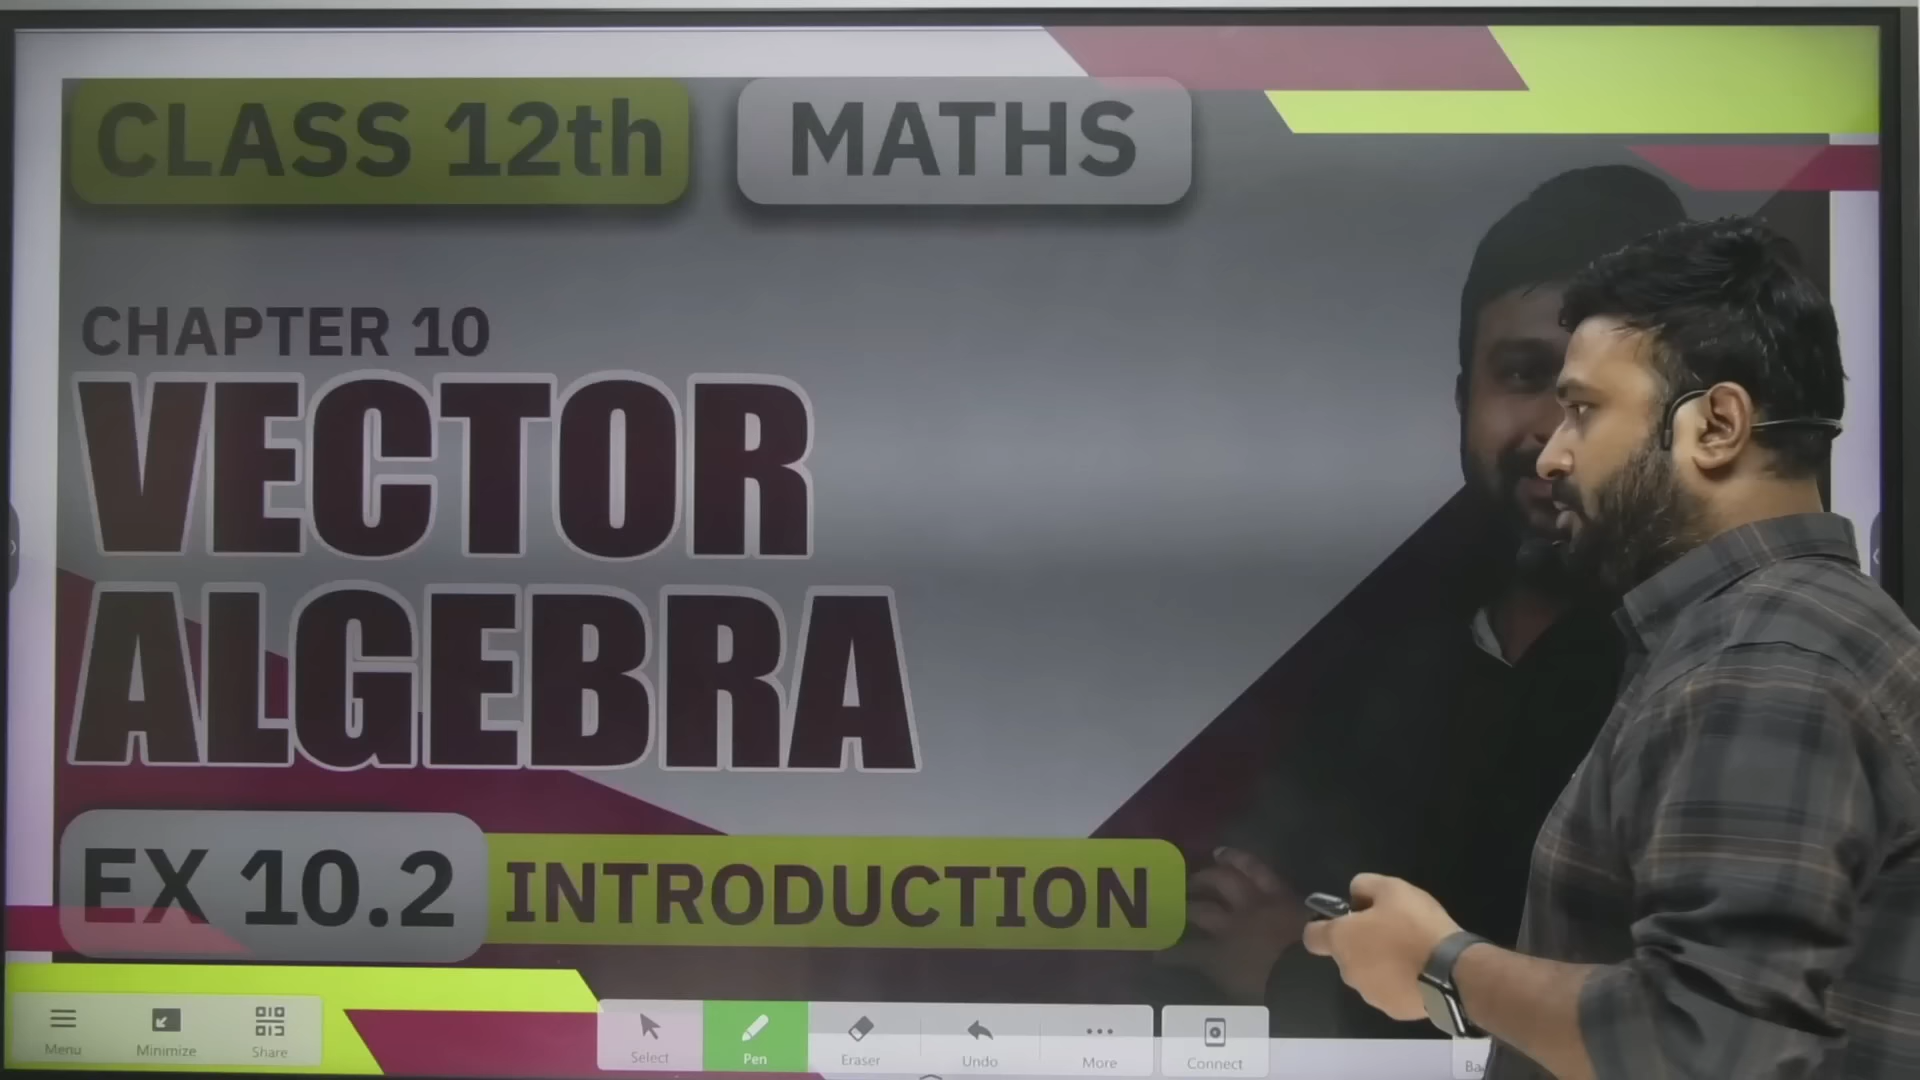 CLASS 12th MATHS
CHAPTER 10
VECTOR
ALGEBRA
EX 10.2 INTRODUCTION
Menu Minimize Share Select Pen Eraser Undo More Connect